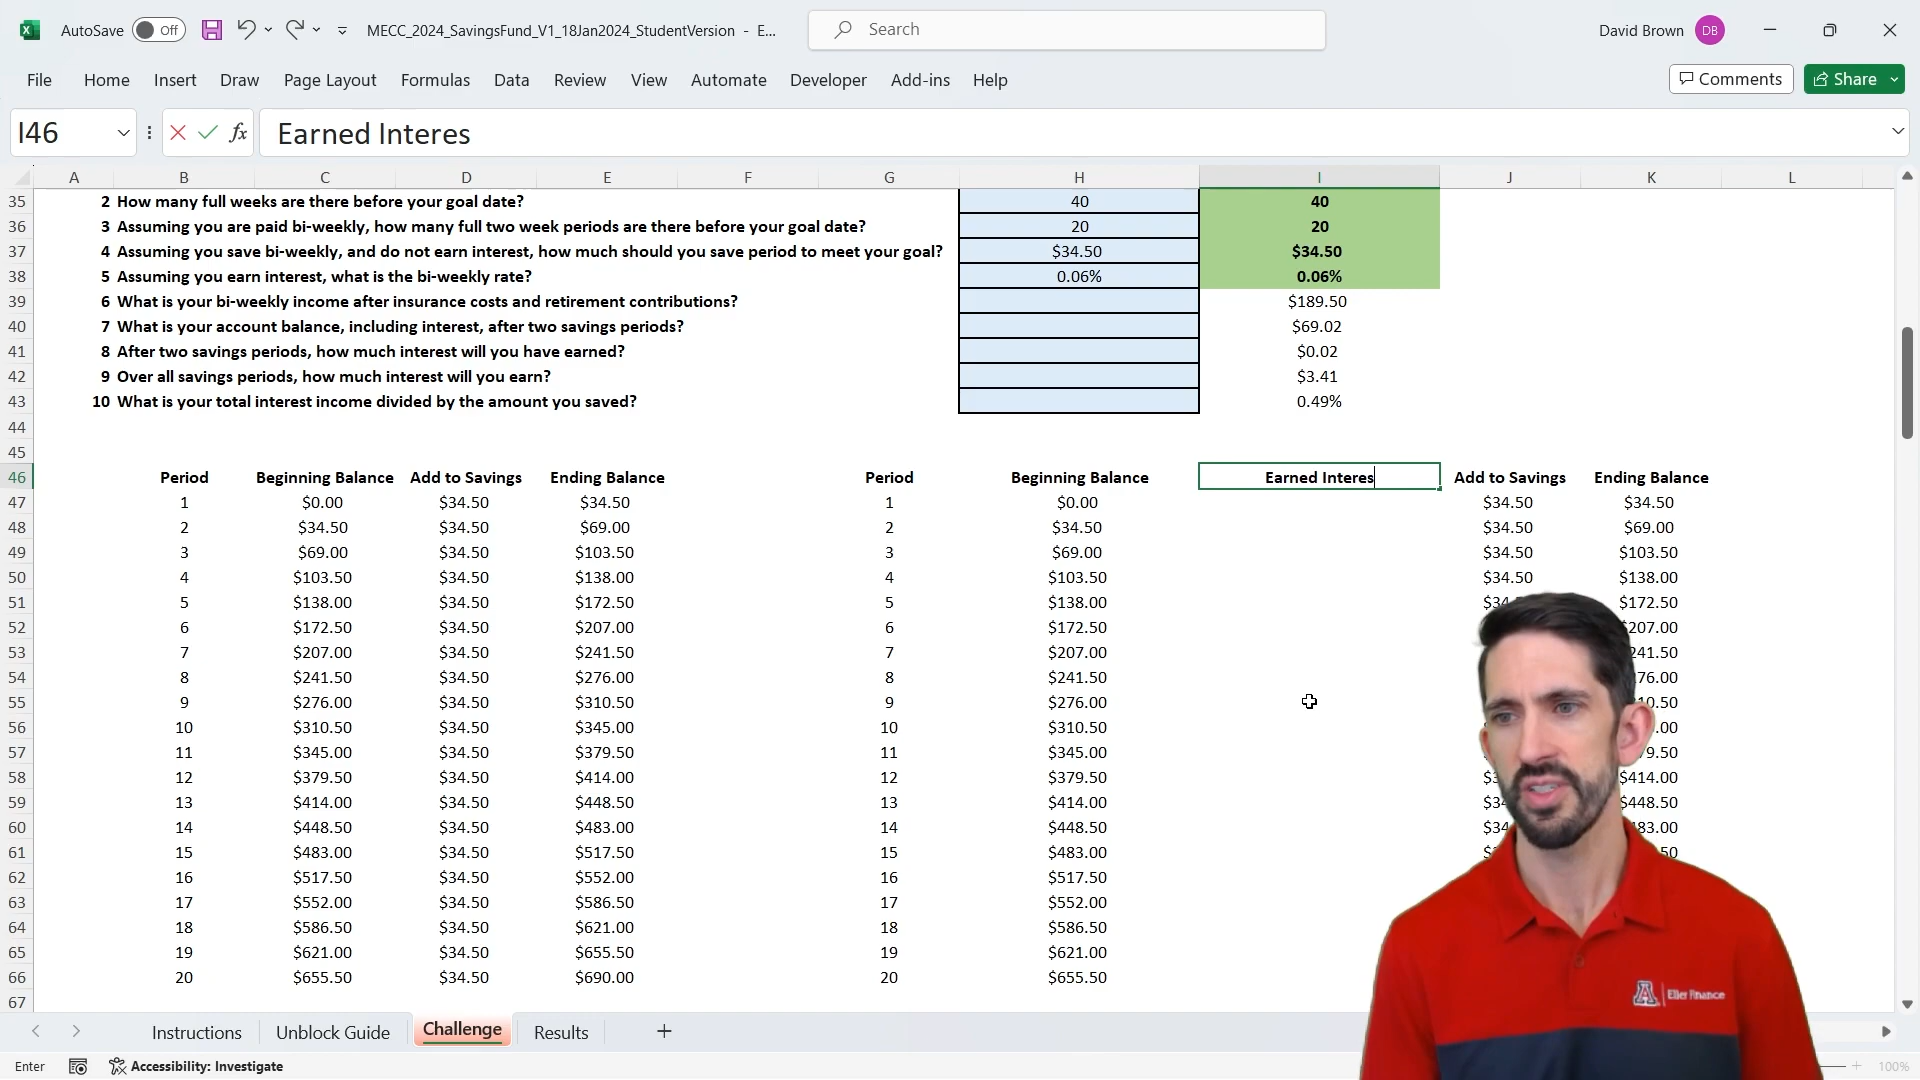 AutoSave Off MECC_2024_SavingsFund_V1_18Jan2024_StudentVersion - E... Search David Brown DB
File Home Insert Draw Page Layout Formulas Data Review View Automate Developer Add-ins Help Comments Share
I46 fx Earned Interes
A B C D E F G H I J K L
35 2 How many full weeks are there before your goal date? 40 40
36 3 Assuming you are paid bi-weekly, how many full two week periods are there before your goal date? 20 20
37 4 Assuming you save bi-weekly, and do not earn interest, how much should you save period to meet your goal? $34.50 $34.50
38 5 Assuming you earn interest, what is the bi-weekly rate? 0.06% 0.06%
39 6 What is your bi-weekly income after insurance costs and retirement contributions? $189.50
40 7 What is your account balance, including interest, after two savings periods? $69.02
41 8 After two savings periods, how much interest will you have earned? $0.02
42 9 Over all savings periods, how much interest will you earn? $3.41
43 10 What is your total interest income divided by the amount you saved? 0.49%
44
45
46 Period Beginning Balance Add to Savings Ending Balance Period Beginning Balance Earned Interes Add to Savings Ending Balance
47 1 $0.00 $34.50 $34.50 1 $0.00 $34.50 $34.50
48 2 $34.50 $34.50 $69.00 2 $34.50 $34.50 $69.00
49 3 $69.00 $34.50 $103.50 3 $69.00 $34.50 $103.50
50 4 $103.50 $34.50 $138.00 4 $103.50 $34.50 $138.00
51 5 $138.00 $34.50 $172.50 5 $138.00 $172.50
52 6 $172.50 $34.50 $207.00 6 $172.50 207.00
53 7 $207.00 $34.50 $241.50 7 $207.00 241.50
54 8 $241.50 $34.50 $276.00 8 $241.50 76.00
55 9 $276.00 $34.50 $310.50 9 $276.00 0.50
56 10 $310.50 $34.50 $345.00 10 $310.50 .00
57 11 $345.00 $34.50 $379.50 11 $345.00 9.50
58 12 $379.50 $34.50 $414.00 12 $379.50 $414.00
59 13 $414.00 $34.50 $448.50 13 $414.00 $448.50
60 14 $448.50 $34.50 $483.00 14 $448.50 83.00
61 15 $483.00 $34.50 $517.50 15 $483.00 50
62 16 $517.50 $34.50 $552.00 16 $517.50
63 17 $552.00 $34.50 $586.50 17 $552.00
64 18 $586.50 $34.50 $621.00 18 $586.50
65 19 $621.00 $34.50 $655.50 19 $621.00
66 20 $655.50 $34.50 $690.00 20 $655.50
67
A Eller Finance
Instructions Unblock Guide Challenge Results
Enter Accessibility: Investigate 100%